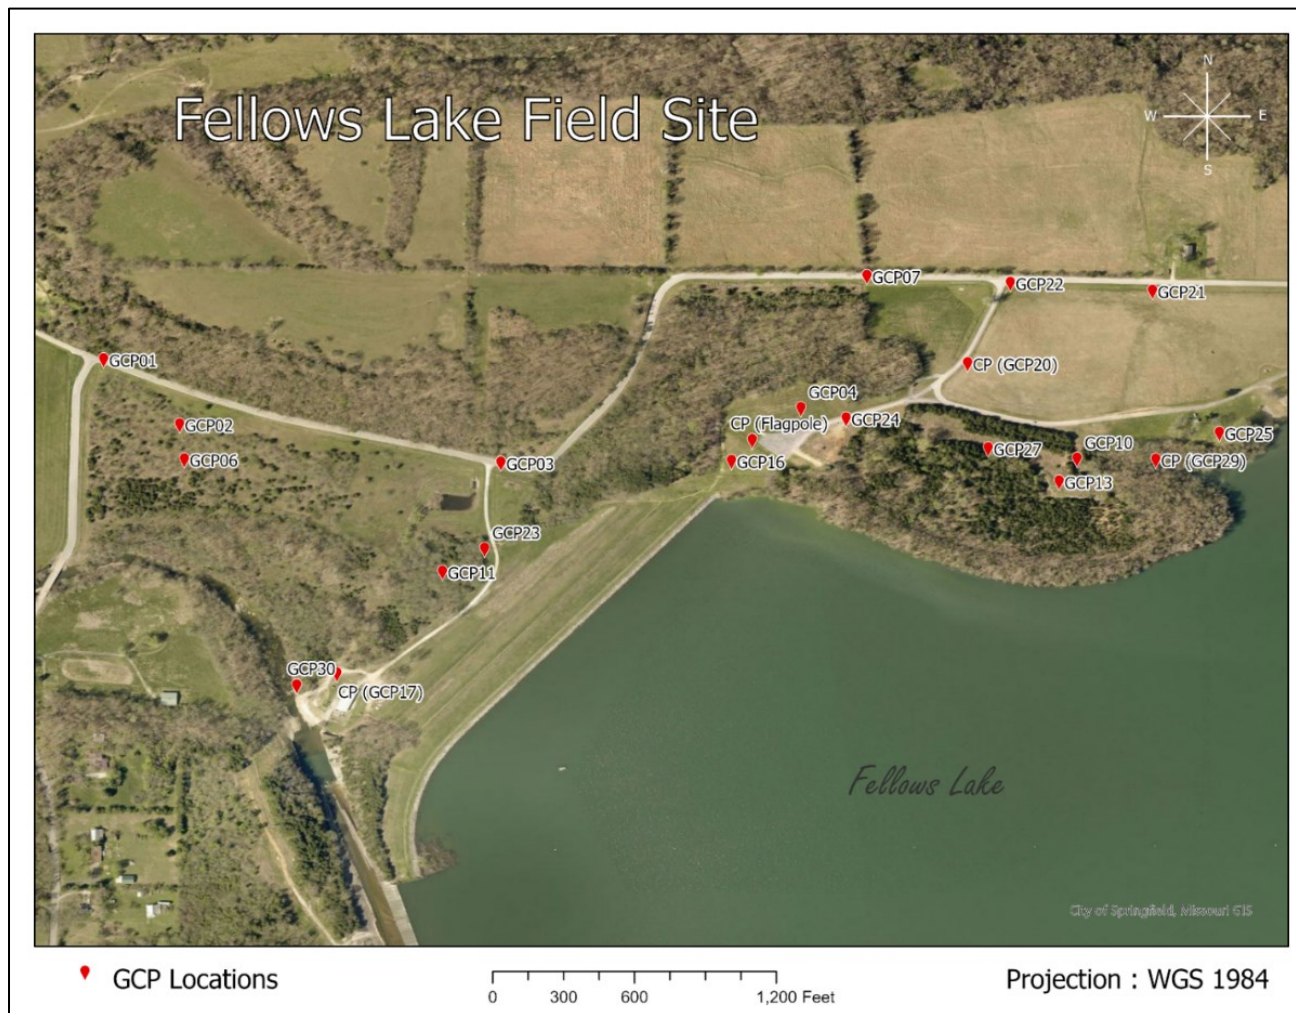 Fellows Lake Field Site
N
W E
S
GCP07
GCP22
GCP21
GCP01
CP (GCP20)
GCP04
GCP02
GCP24
CP (Flagpole)
GCP25
GCP27
GCP10
GCP06
GCP03
GCP16
CP (GCP29)
GCP13
GCP23
GCP11
GCP30
CP (GCP17)
Fellows Lake
City of Springfield, Missouri GIS
GCP Locations
0 300 600 1,200 Feet
Projection : WGS 1984